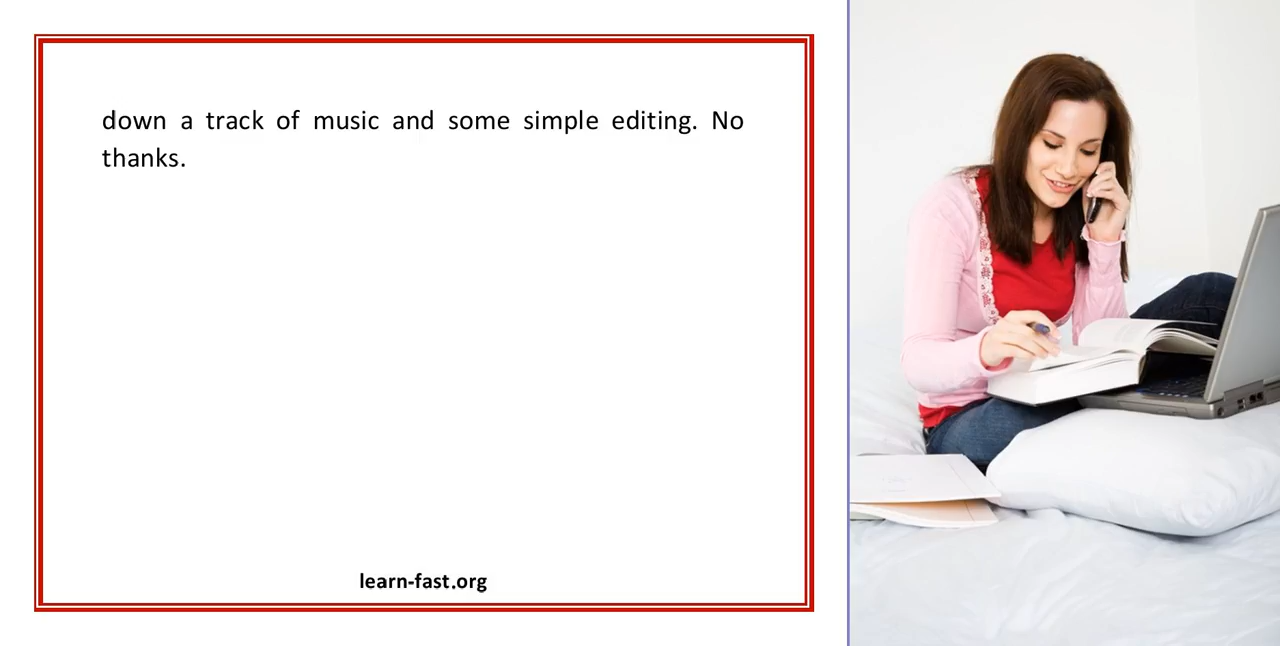 down a track of music and some simple editing. No
thanks.
learn-fast.org